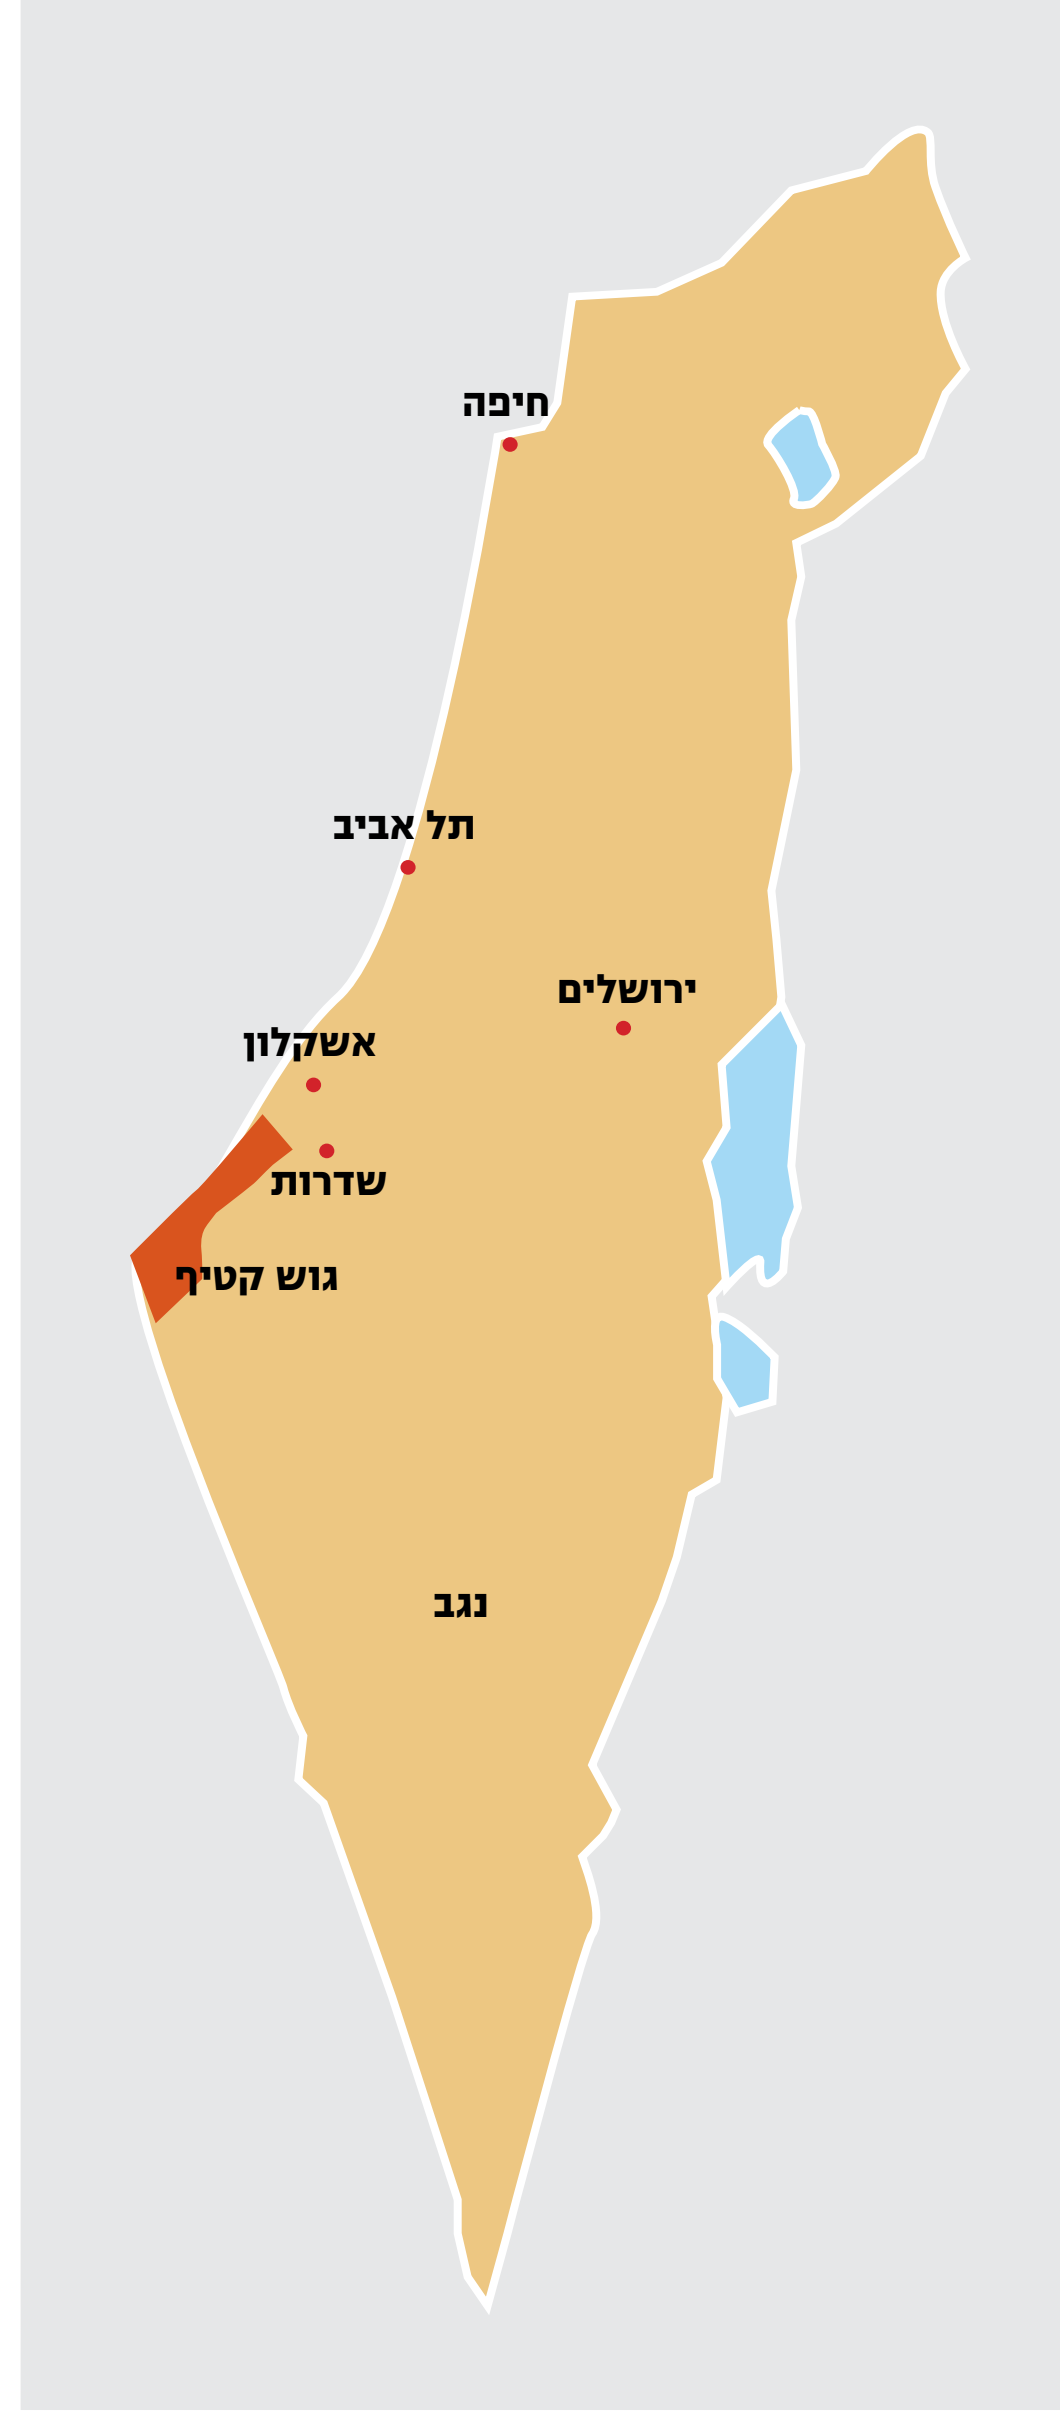 חיפה
תל אביב
ירושלים
אשקלון
שדרות
גוש קטיף
נגב